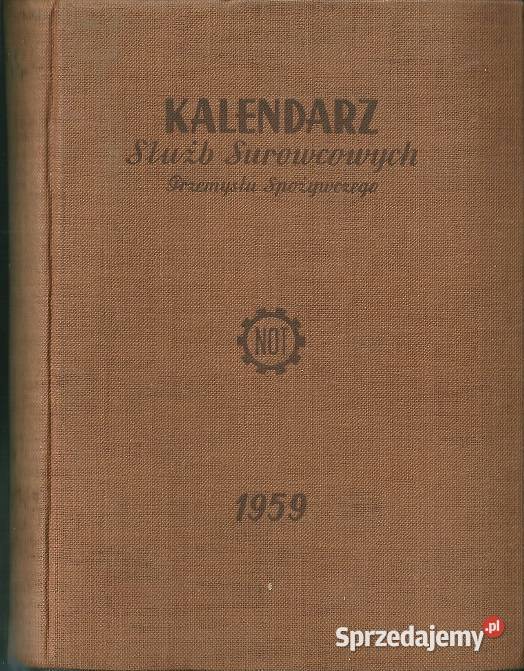 KALENDARZ
Służb Surowcowych
Przemysłu Spożywczego
NOT
1959
Sprzedajemy.pl